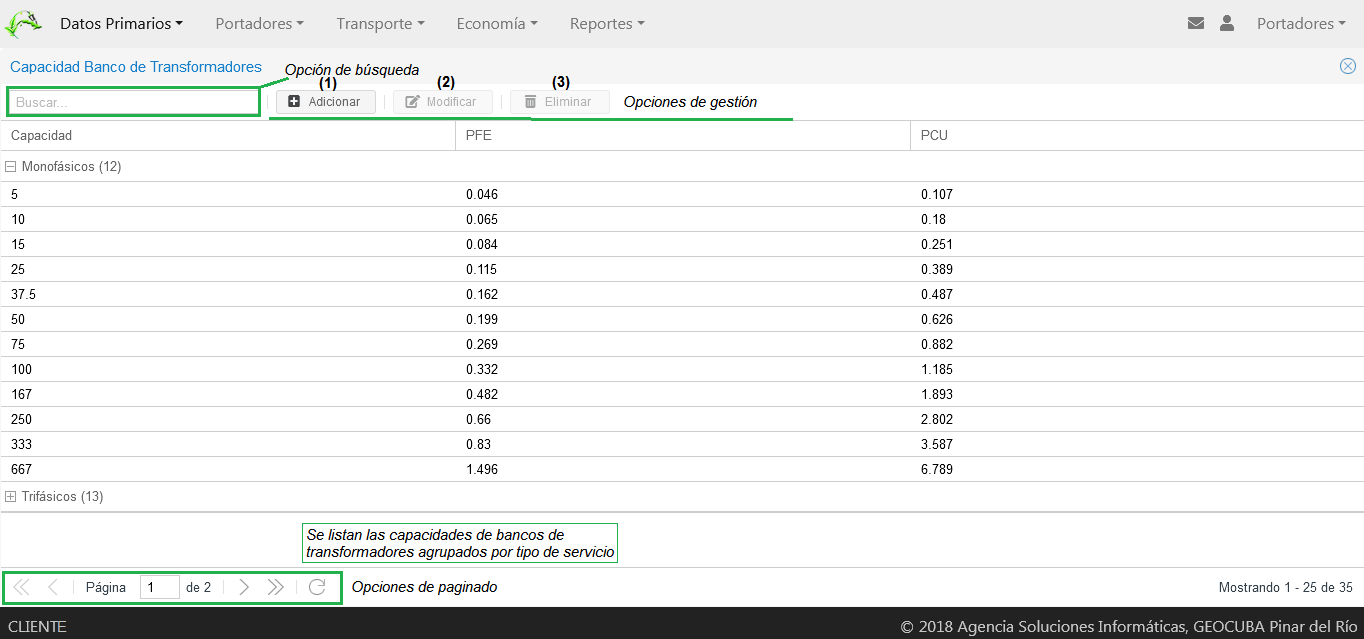 Datos Primarios Portadores Transporte Economía Reportes Portadores
Capacidad Banco de Transformadores
Opción de búsqueda
(1) (2) (3)
Buscar... Adicionar Modificar Eliminar Opciones de gestión
Capacidad PFE PCU
Monofásicos (12)
5 0.046 0.107
10 0.065 0.18
15 0.084 0.251
25 0.115 0.389
37.5 0.162 0.487
50 0.199 0.626
75 0.269 0.882
100 0.332 1.185
167 0.482 1.893
250 0.66 2.802
333 0.83 3.587
667 1.496 6.789
Trifásicos (13)
Se listan las capacidades de bancos de
transformadores agrupados por tipo de servicio
Página 1 de 2 Opciones de paginado Mostrando 1 - 25 de 35
CLIENTE © 2018 Agencia Soluciones Informáticas, GEOCUBA Pinar del Río